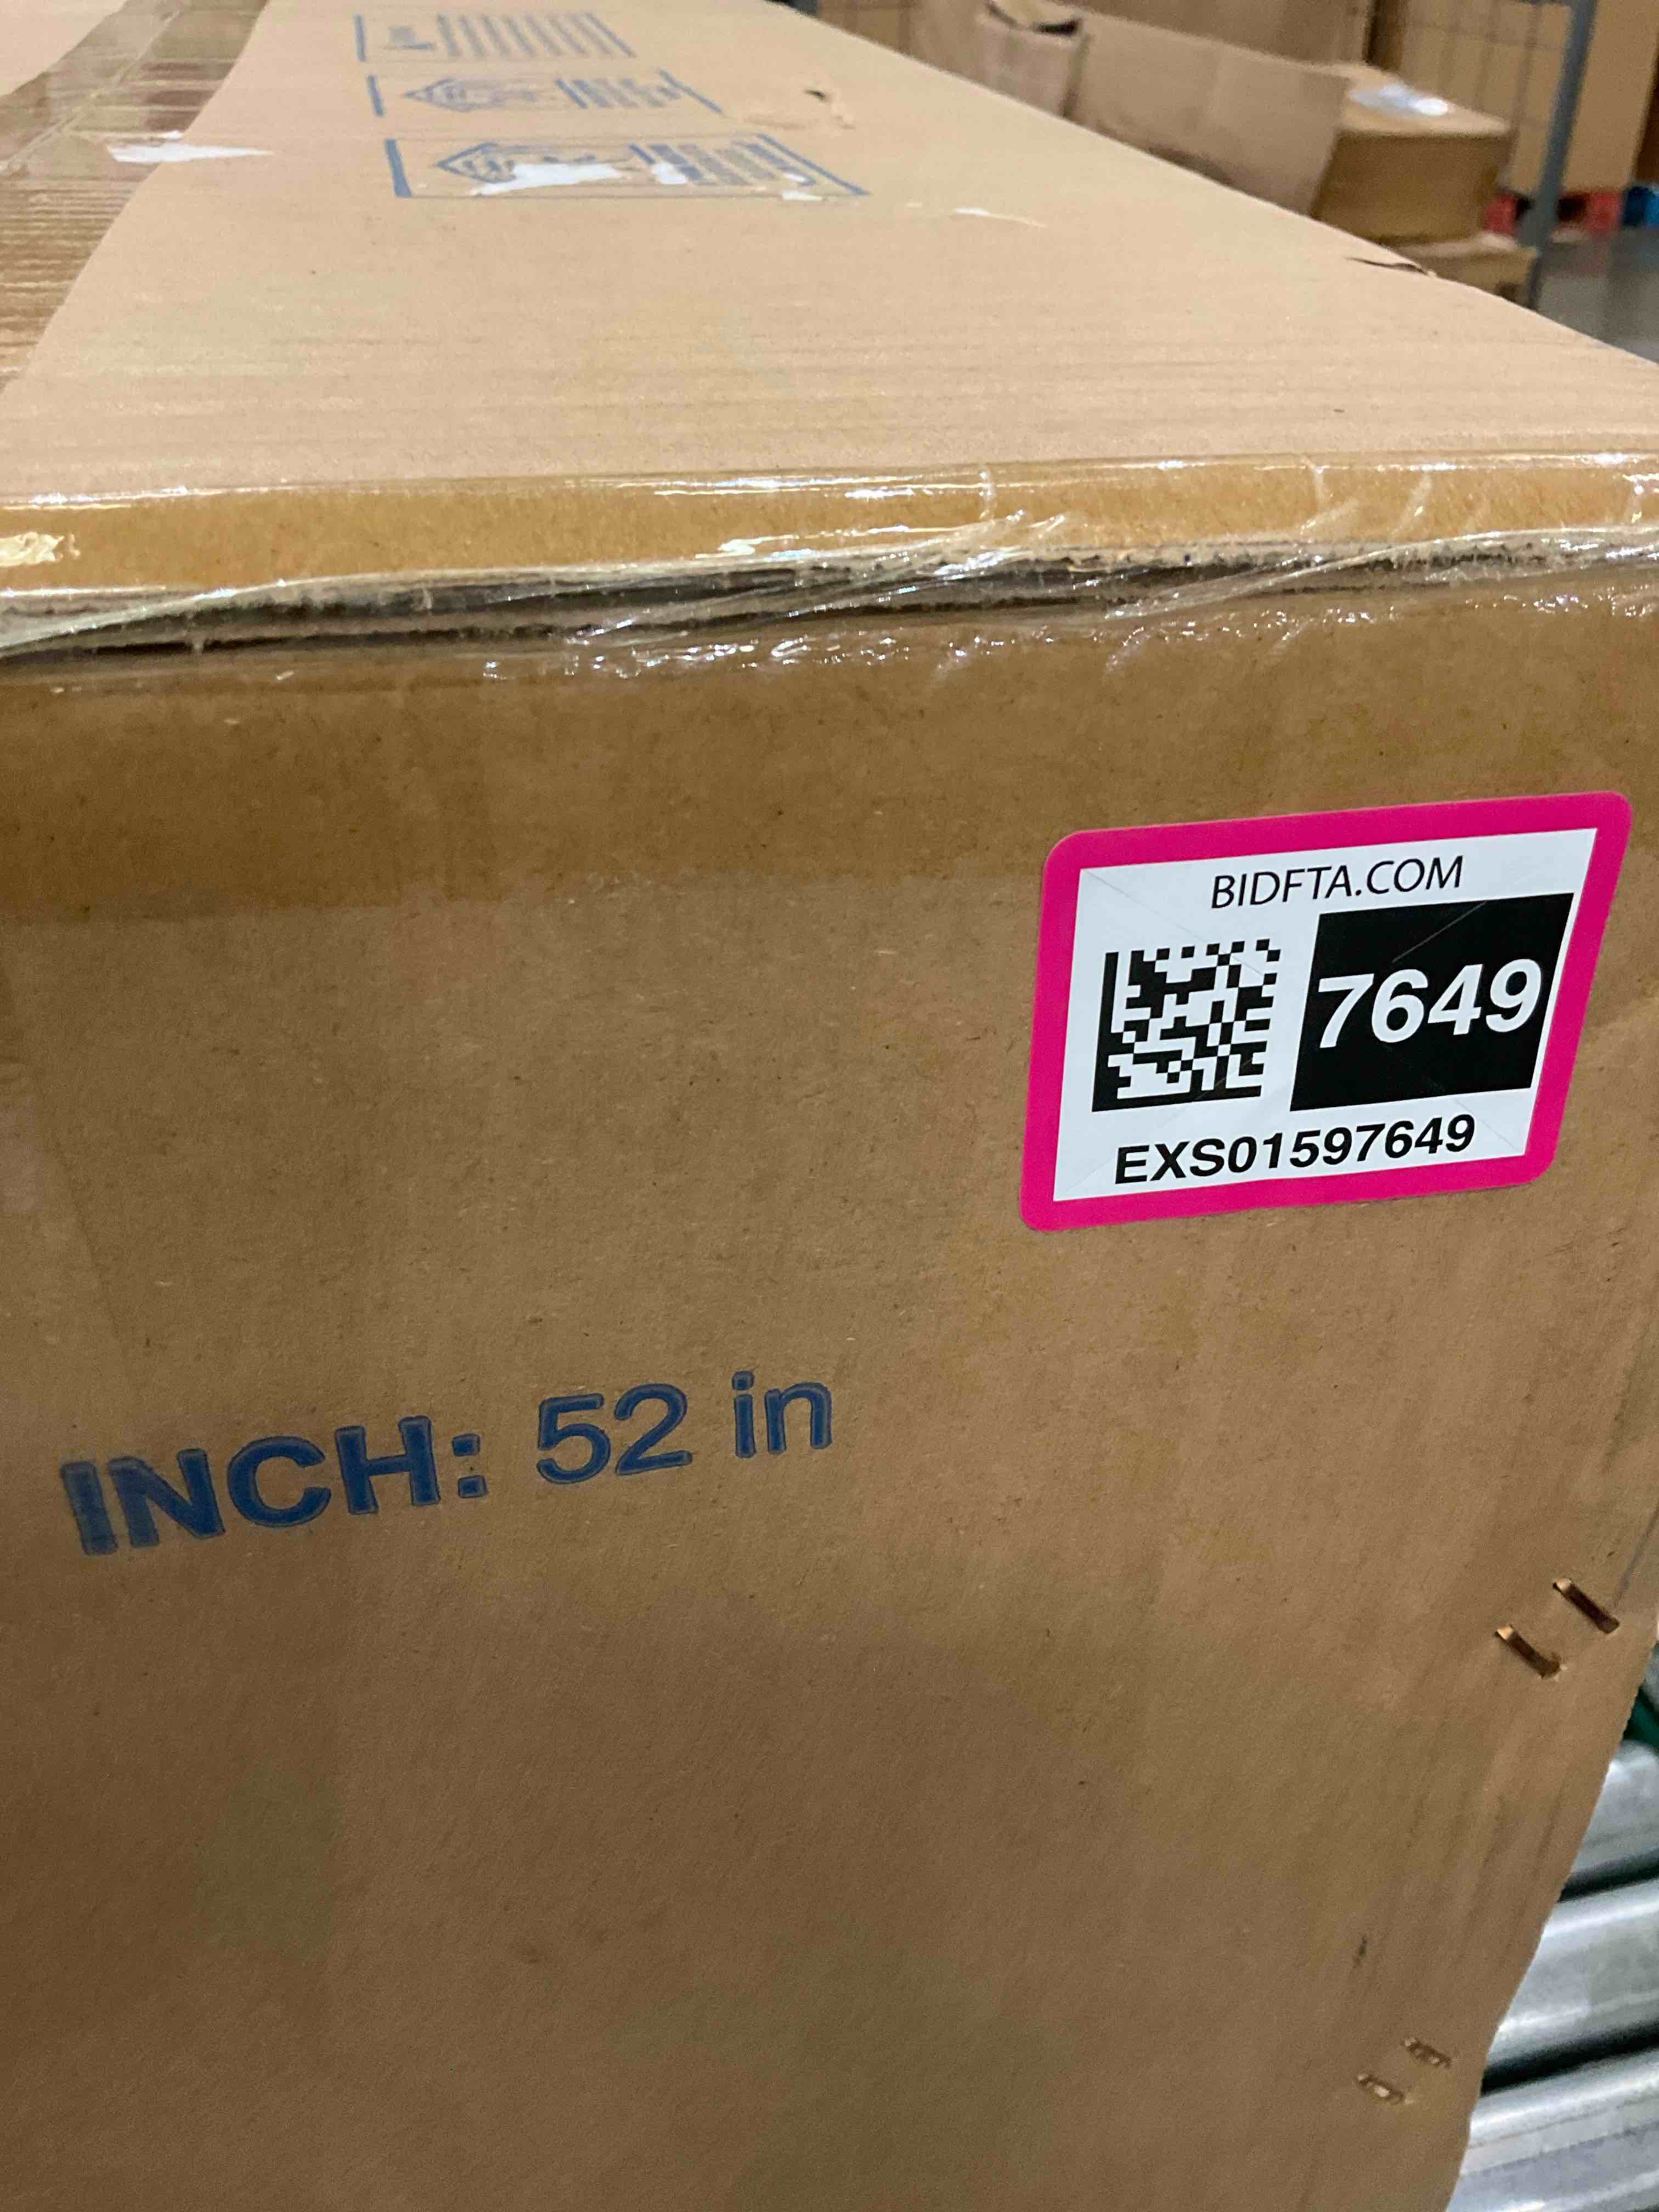 BIDFTA.COM
7649
EXS01597649
INCH: 52 in